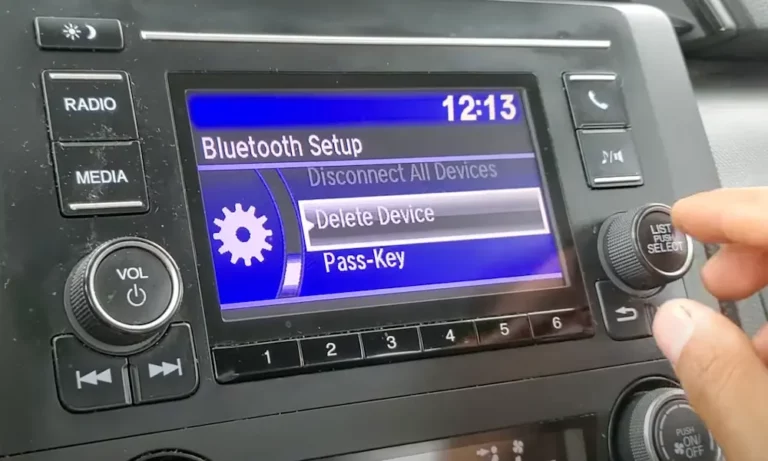 12:13
RADIO
Bluetooth Setup
Disconnect All Devices
MEDIA
Delete Device
LIST
PUSH
SELECT
Pass-Key
VOL
1 2 3 4 5 6
PUSH
ON/
OFF